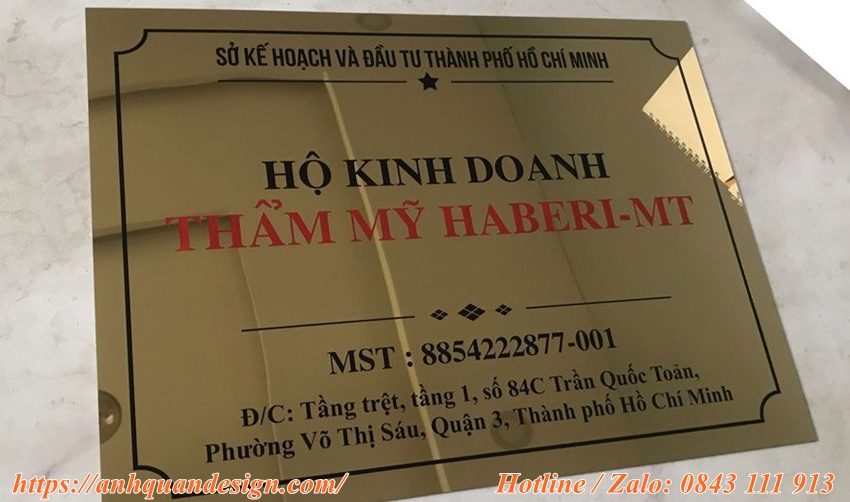 SỞ KẾ HOẠCH VÀ ĐẦU TƯ THÀNH PHỐ HỒ CHÍ MINH
HỘ KINH DOANH
THẨM MỸ HABERI-MT
MST : 8854222877-001
Đ/C: Tầng trệt, tầng 1, số 84C Trần Quốc Toản,
Phường Võ Thị Sáu, Quận 3, Thành phố Hồ Chí Minh
https://anhquandesign.com/
Hotline / Zalo: 0843 111 913